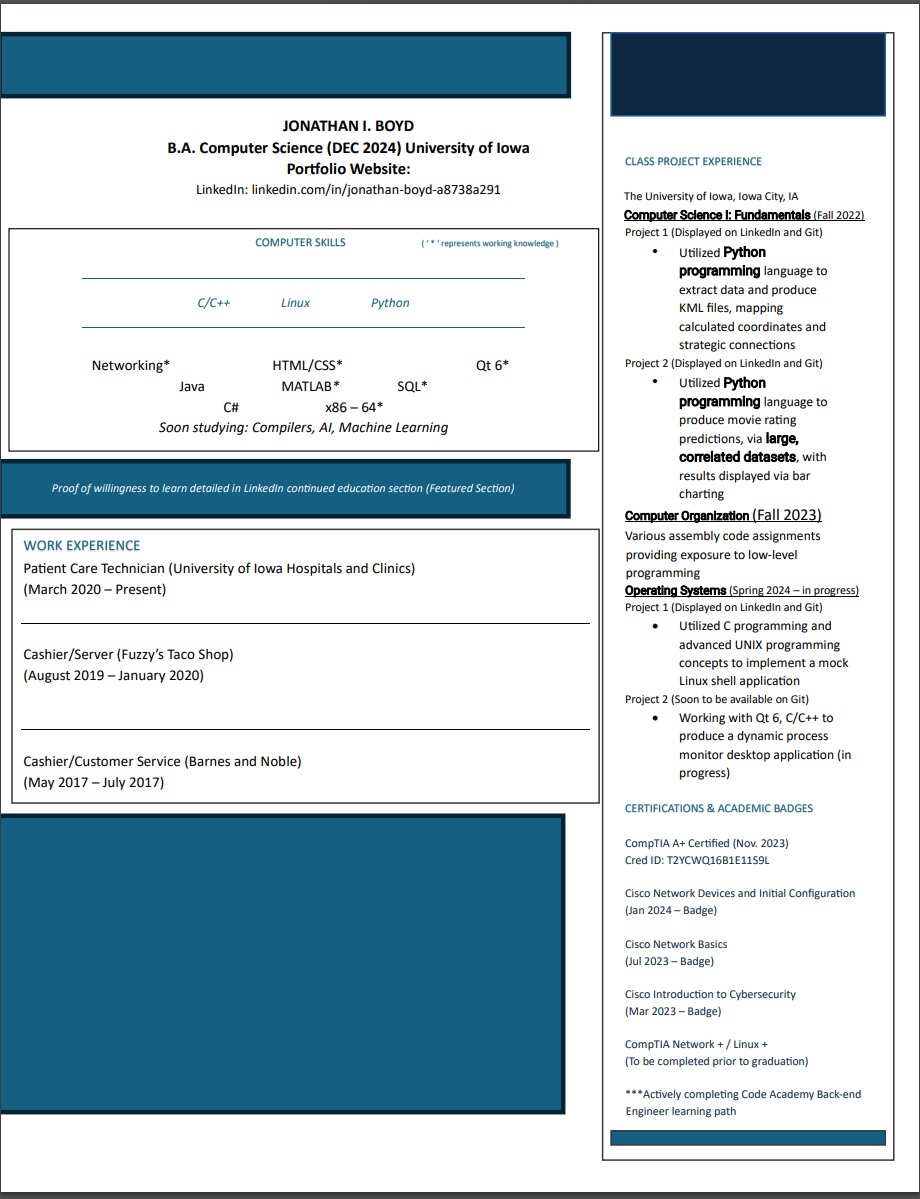 JONATHAN I. BOYD
B.A. Computer Science (DEC 2024) University of Iowa
Portfolio Website:
LinkedIn: linkedin.com/in/jonathan-boyd-a8738a291
COMPUTER SKILLS ( ‘ * ’ represents working knowledge )
C/C++ Linux Python
Networking* HTML/CSS* Qt 6*
Java MATLAB* SQL*
C# x86 – 64*
Soon studying: Compilers, AI, Machine Learning
Proof of willingness to learn detailed in LinkedIn continued education section (Featured Section)
WORK EXPERIENCE
Patient Care Technician (University of Iowa Hospitals and Clinics)
(March 2020 – Present)
Cashier/Server (Fuzzy’s Taco Shop)
(August 2019 – January 2020)
Cashier/Customer Service (Barnes and Noble)
(May 2017 – July 2017)
CLASS PROJECT EXPERIENCE
The University of Iowa, Iowa City, IA
Computer Science I: Fundamentals (Fall 2022)
Project 1 (Displayed on LinkedIn and Git)
• Utilized Python
programming language to
extract data and produce
KML files, mapping
calculated coordinates and
strategic connections
Project 2 (Displayed on LinkedIn and Git)
• Utilized Python
programming language to
produce movie rating
predictions, via large,
correlated datasets, with
results displayed via bar
charting
Computer Organization (Fall 2023)
Various assembly code assignments
providing exposure to low-level
programming
Operating Systems (Spring 2024 – in progress)
Project 1 (Displayed on LinkedIn and Git)
• Utilized C programming and
advanced UNIX programming
concepts to implement a mock
Linux shell application
Project 2 (Soon to be available on Git)
• Working with Qt 6, C/C++ to
produce a dynamic process
monitor desktop application (in
progress)
CERTIFICATIONS & ACADEMIC BADGES
CompTIA A+ Certified (Nov. 2023)
Cred ID: T2YCWQ16B1E11S9L
Cisco Network Devices and Initial Configuration
(Jan 2024 – Badge)
Cisco Network Basics
(Jul 2023 – Badge)
Cisco Introduction to Cybersecurity
(Mar 2023 – Badge)
CompTIA Network + / Linux +
(To be completed prior to graduation)
***Actively completing Code Academy Back-end
Engineer learning path